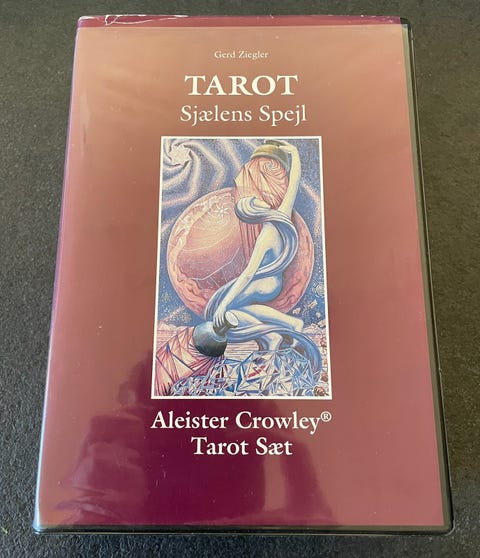 Gerd Ziegler
TAROT
Sjælens Spejl
Aleister Crowley®
Tarot Sæt